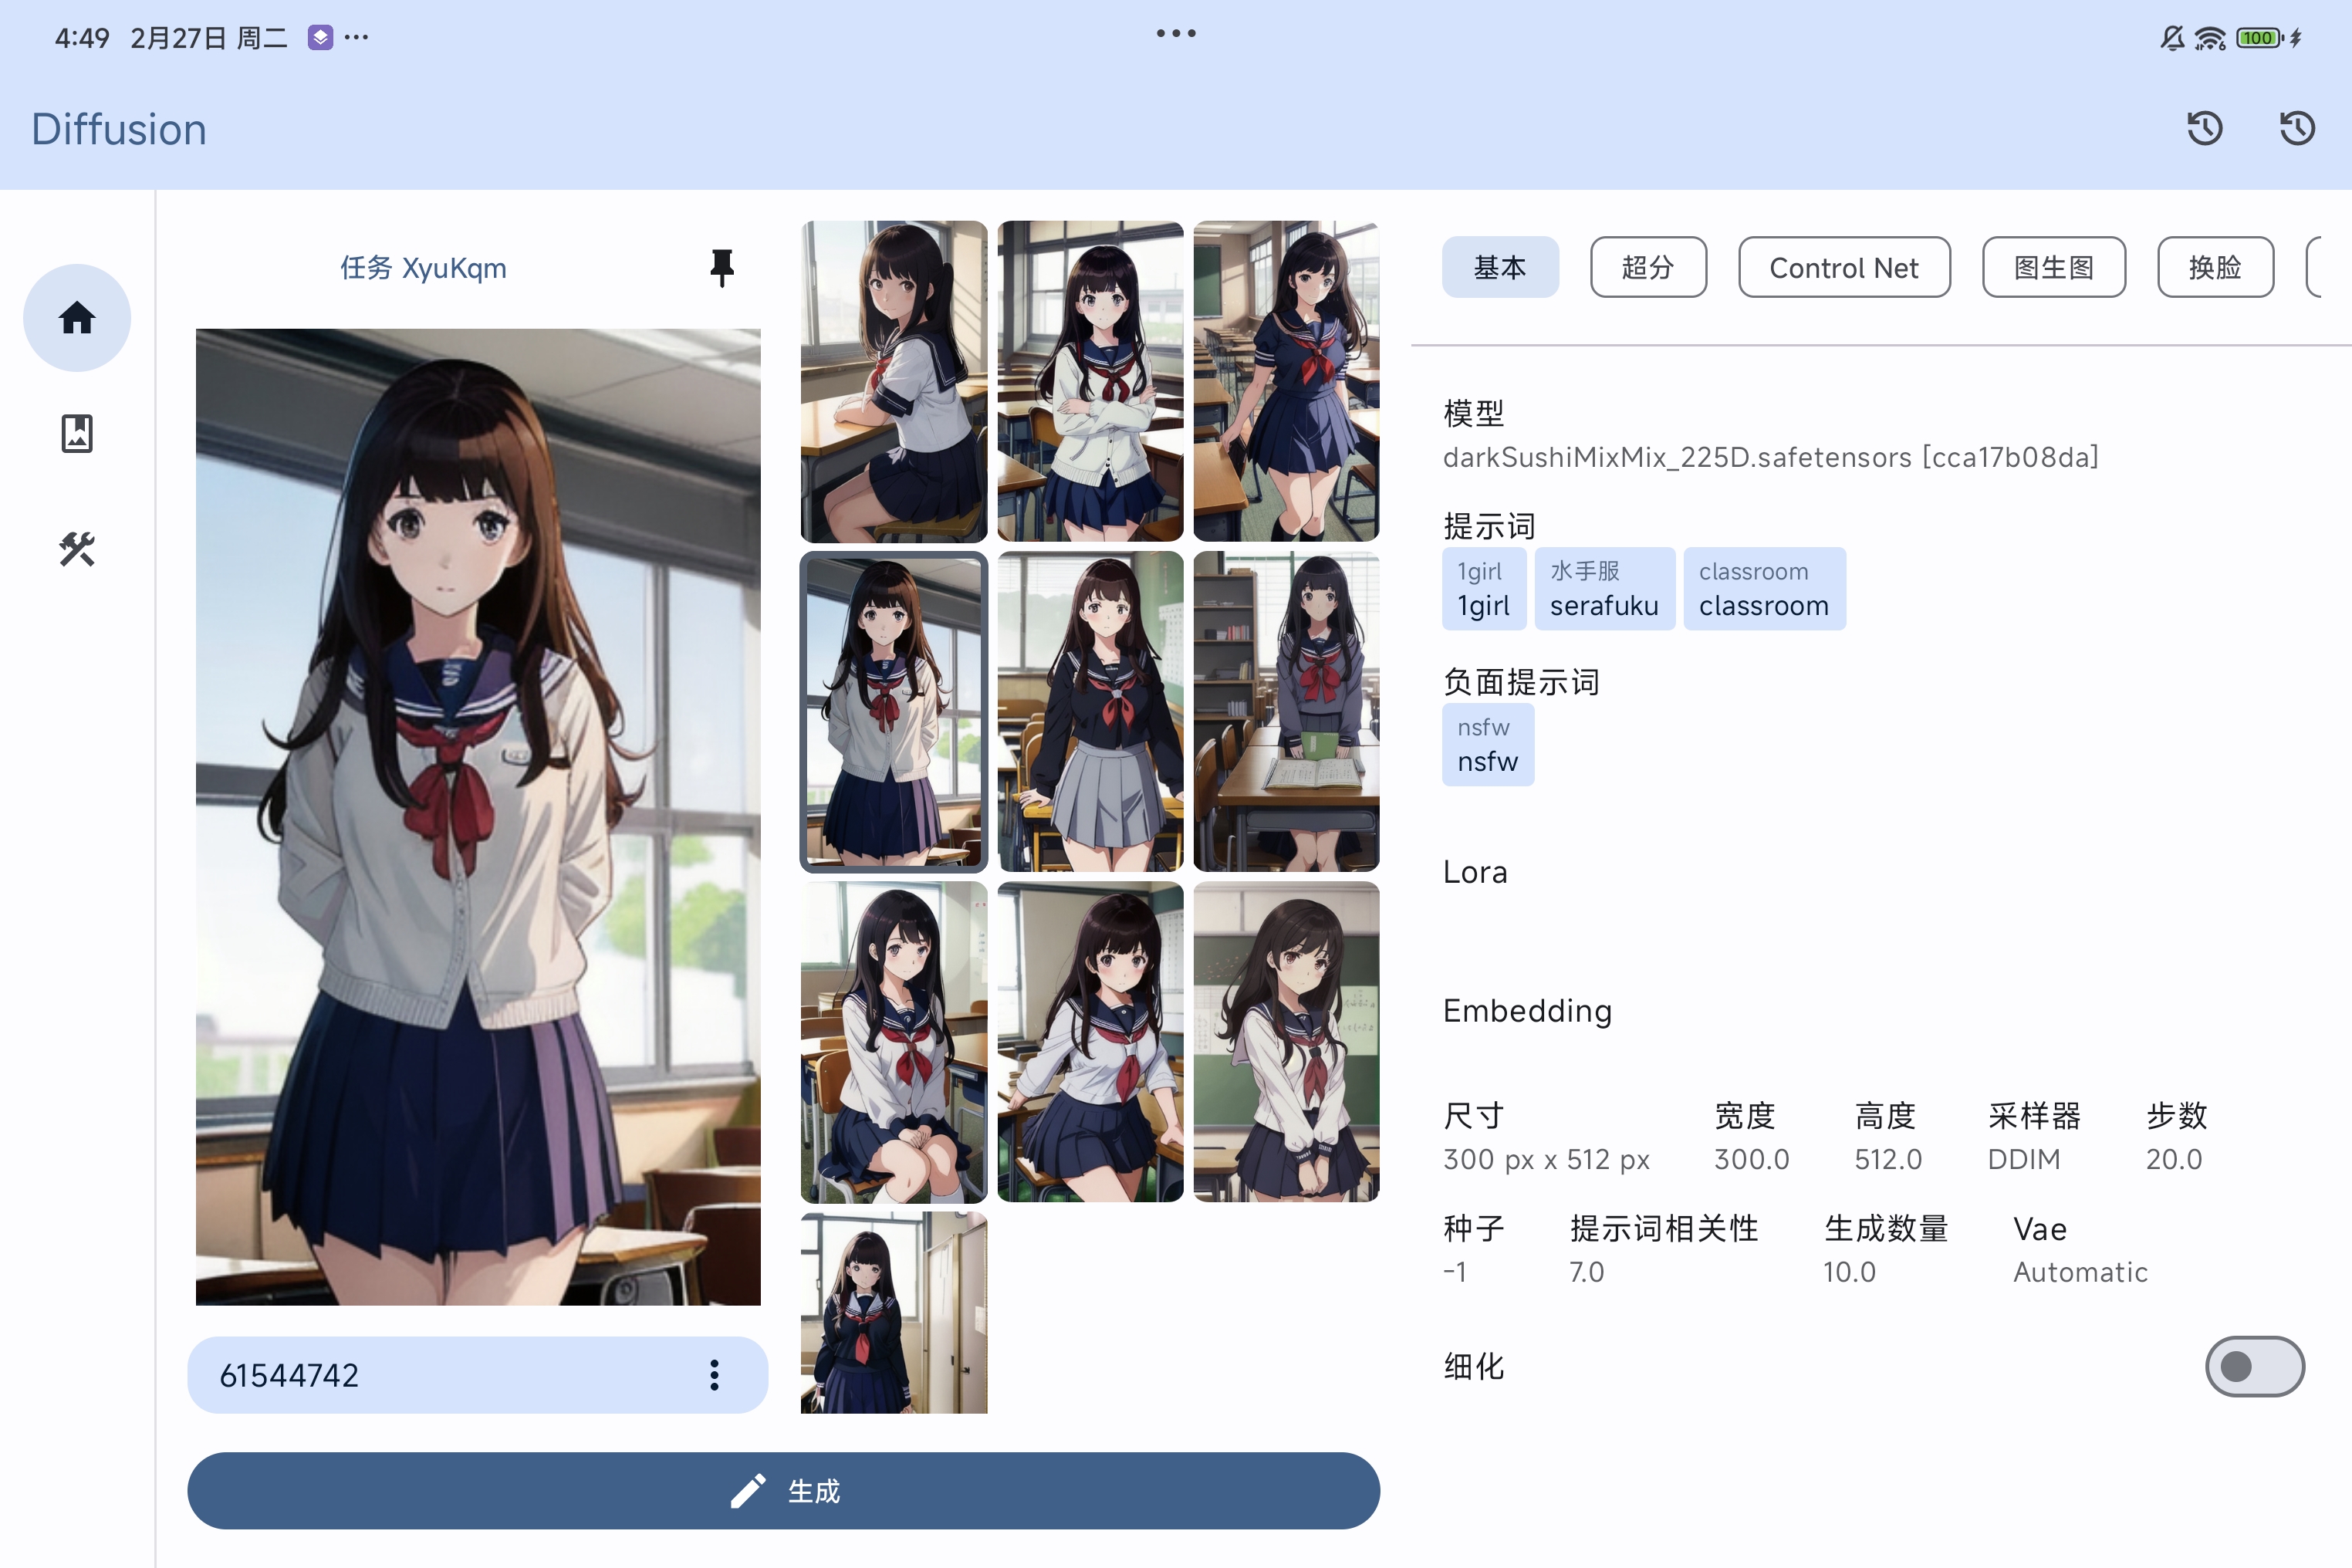 4:49 2月27日 周二
100
Diffusion
任务 XyuKqm
61544742
生成
基本 超分 Control Net 图生图 换脸
模型
darkSushiMixMix_225D.safetensors [cca17b08da]
提示词
1girl 水手服 classroom
1girl serafuku classroom
负面提示词
nsfw
nsfw
Lora
Embedding
尺寸 宽度 高度 采样器 步数
300 px x 512 px 300.0 512.0 DDIM 20.0
种子 提示词相关性 生成数量 Vae
-1 7.0 10.0 Automatic
细化